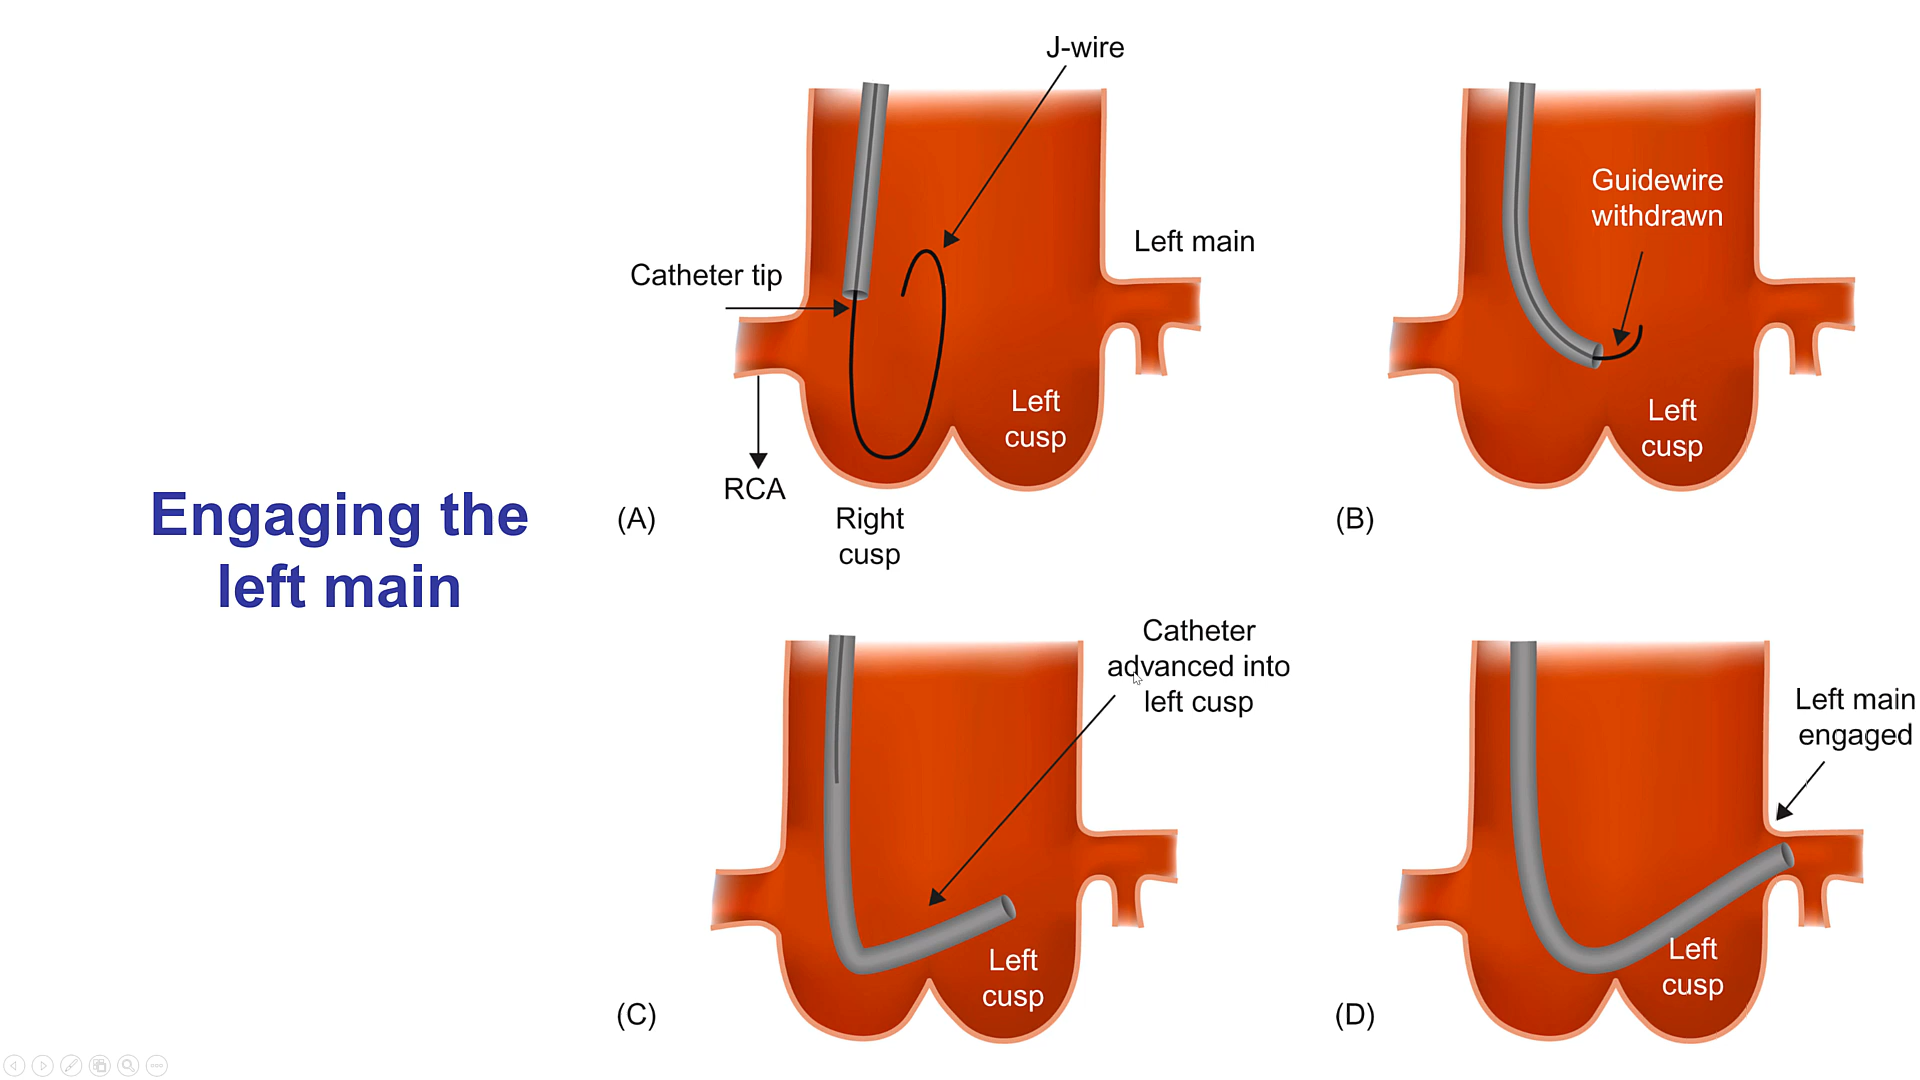 Engaging the
left main
J-wire
Left main
Catheter tip
Left
cusp
RCA
Right
cusp
(A)
Guidewire
withdrawn
Left
cusp
(B)
Catheter
advanced into
left cusp
Left
cusp
(C)
Left main
engaged
Left
cusp
(D)